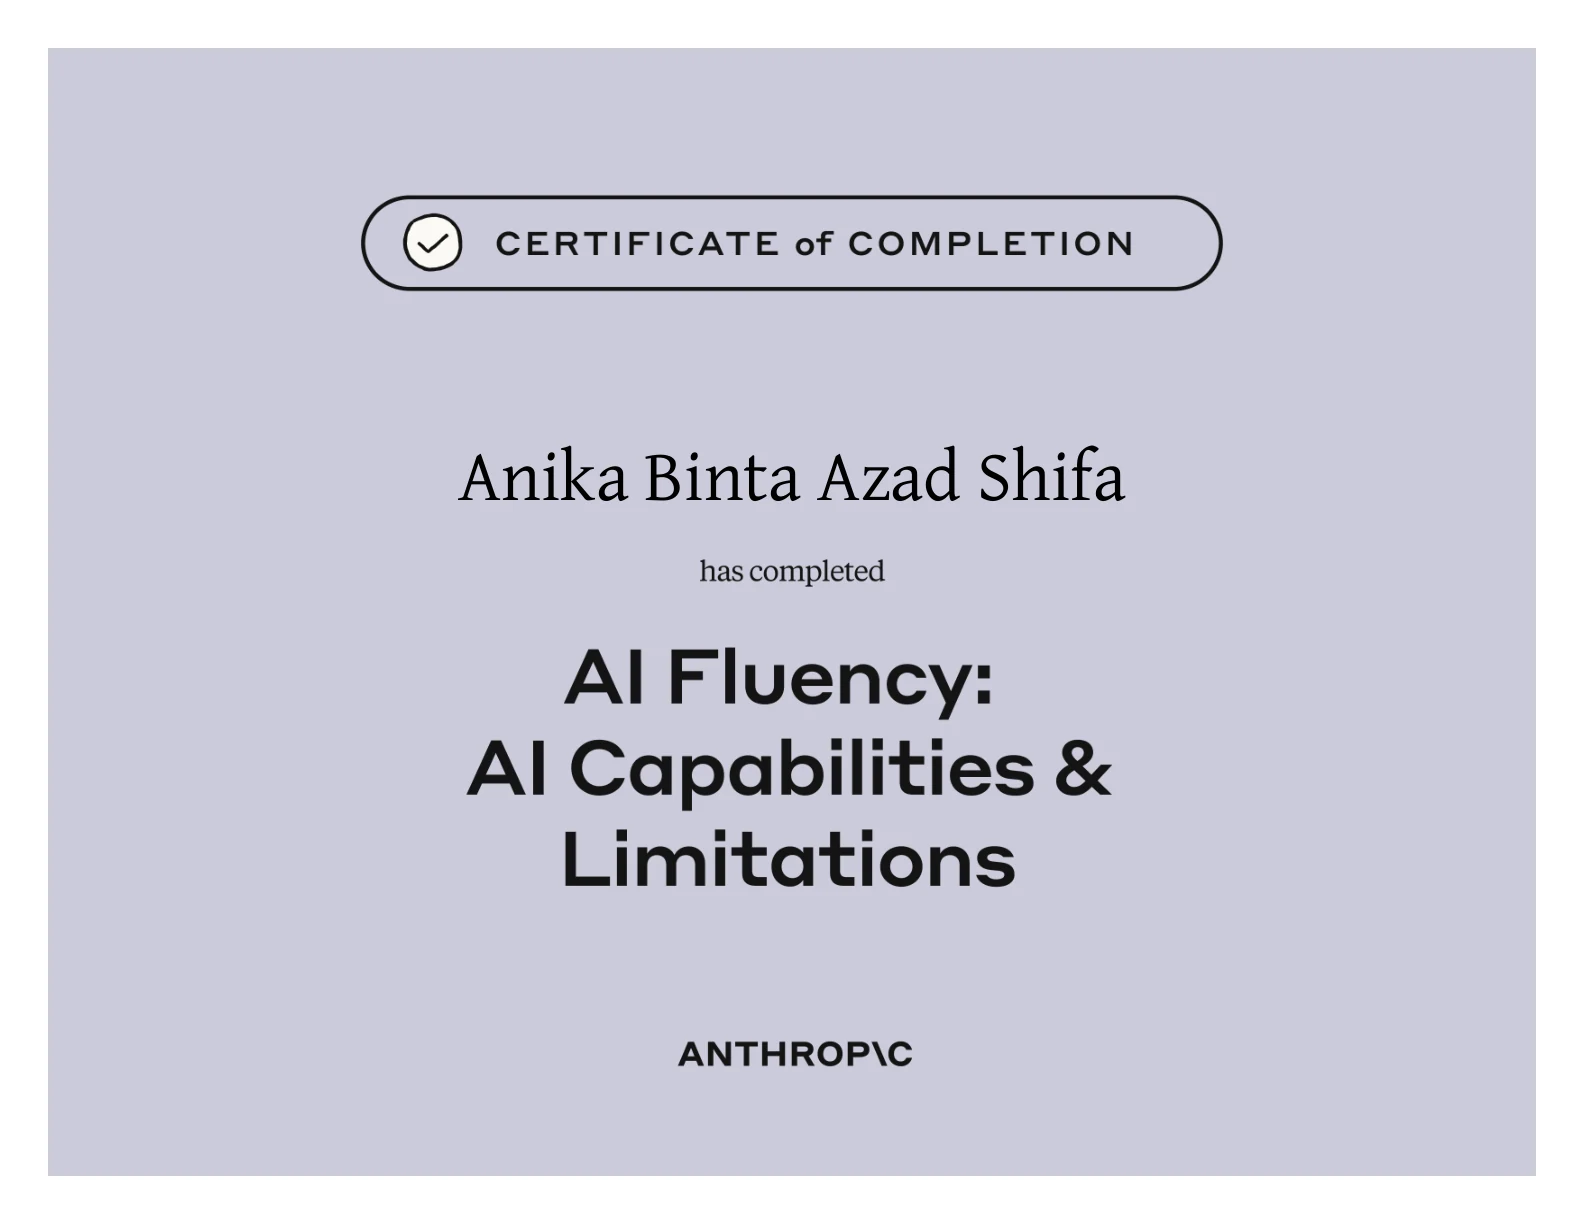 CERTIFICATE of COMPLETION
Anika Binta Azad Shifa
has completed
AI Fluency:
AI Capabilities &
Limitations
ANTHROP\C